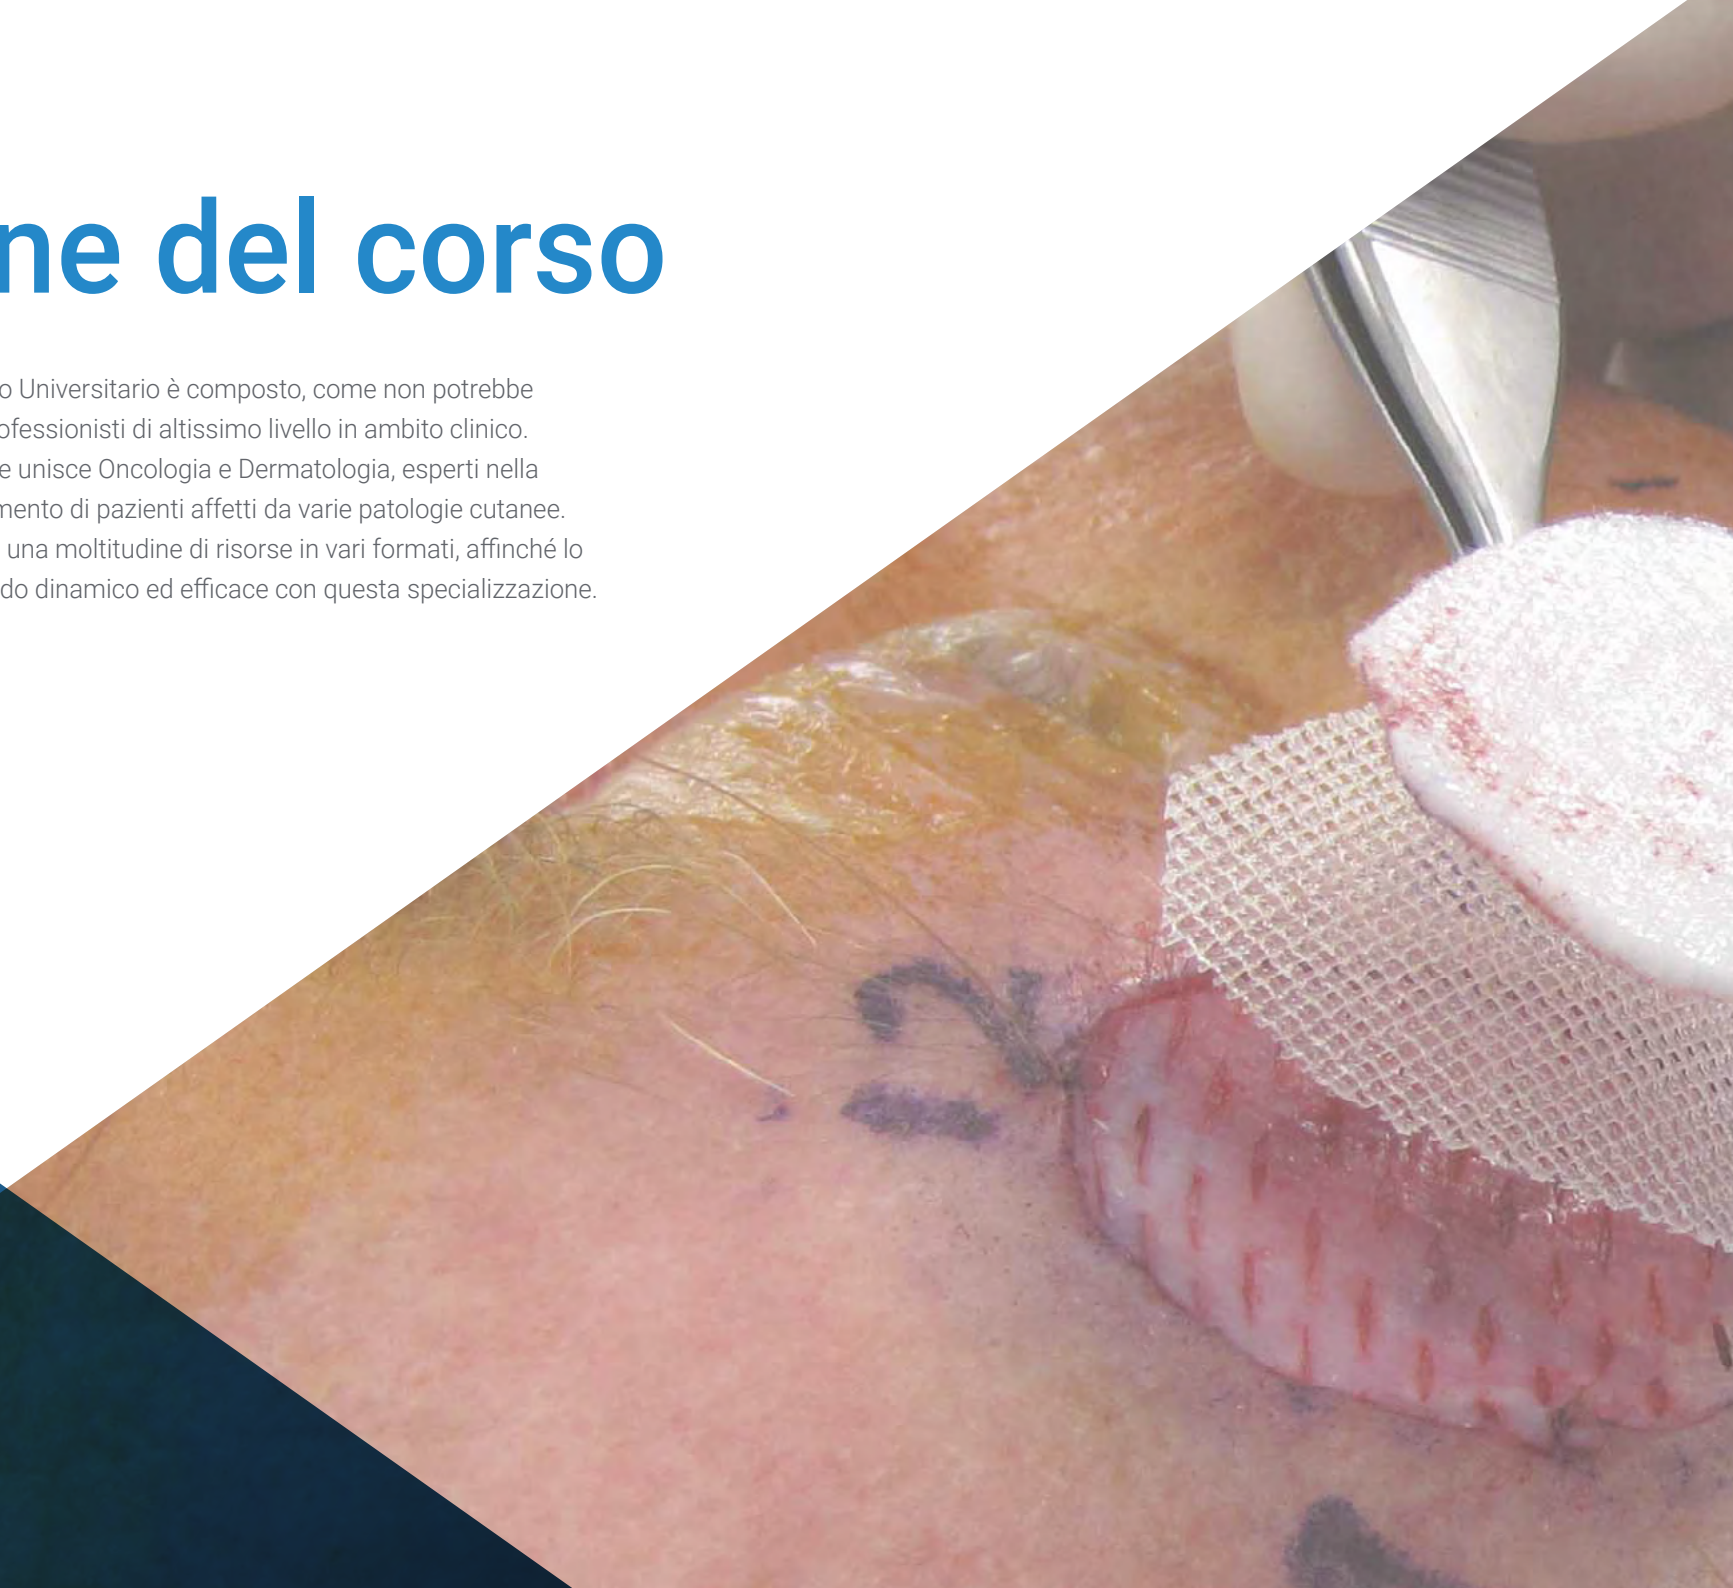 ne del corso
o Universitario è composto, come non potrebbe
ofessionisti di altissimo livello in ambito clinico.
e unisce Oncologia e Dermatologia, esperti nella
mento di pazienti affetti da varie patologie cutanee.
una moltitudine di risorse in vari formati, affinché lo
do dinamico ed efficace con questa specializzazione.